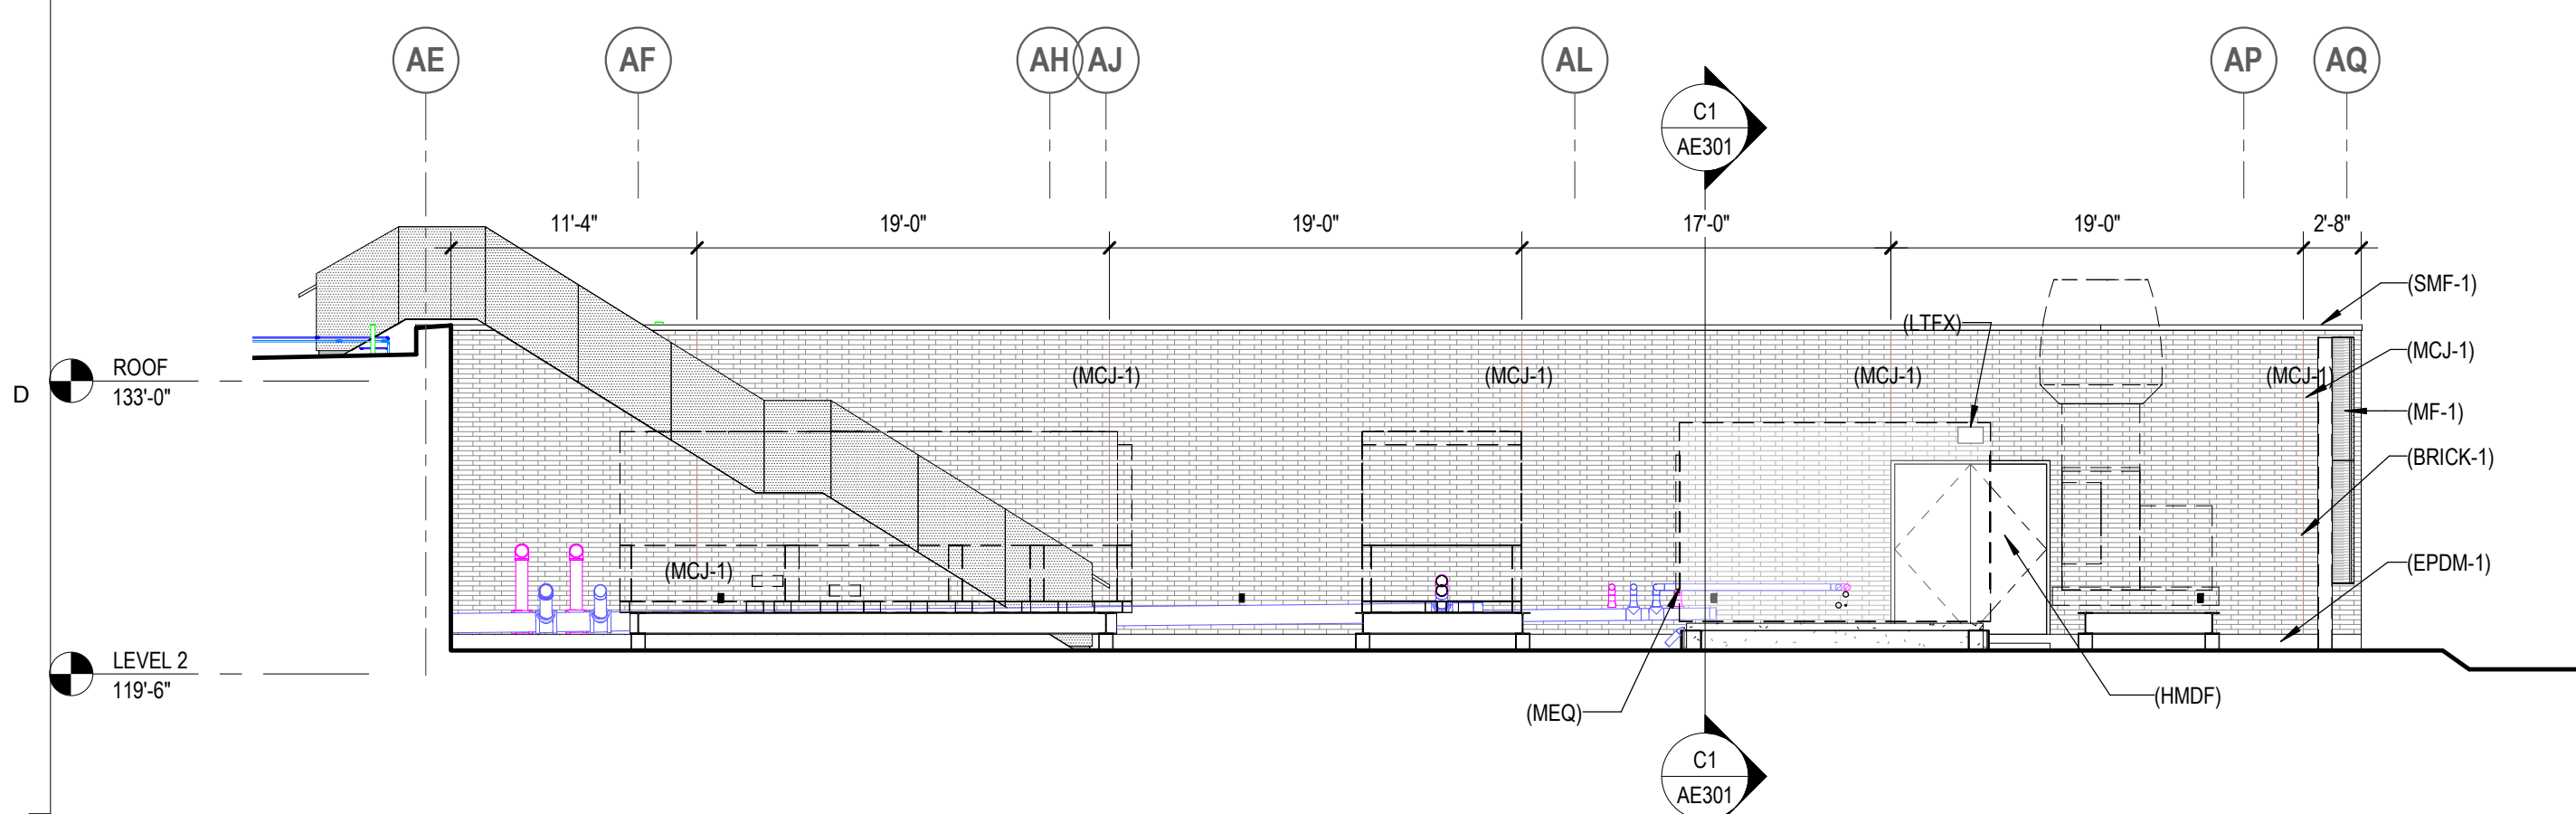 AE
AF
AH
AJ
AL
AP
AQ
C1
AE301
11'-4"
19'-0"
19'-0"
17'-0"
19'-0"
2'-8"
(SMF-1)
(LTFX)
(MCJ-1)
ROOF
133'-0"
D
(MCJ-1)
(MCJ-1)
(MCJ-1)
(MCJ-1)
(MF-1)
(BRICK-1)
(EPDM-1)
(MCJ-1)
LEVEL 2
119'-6"
(HMDF)
(MEQ)
C1
AE301